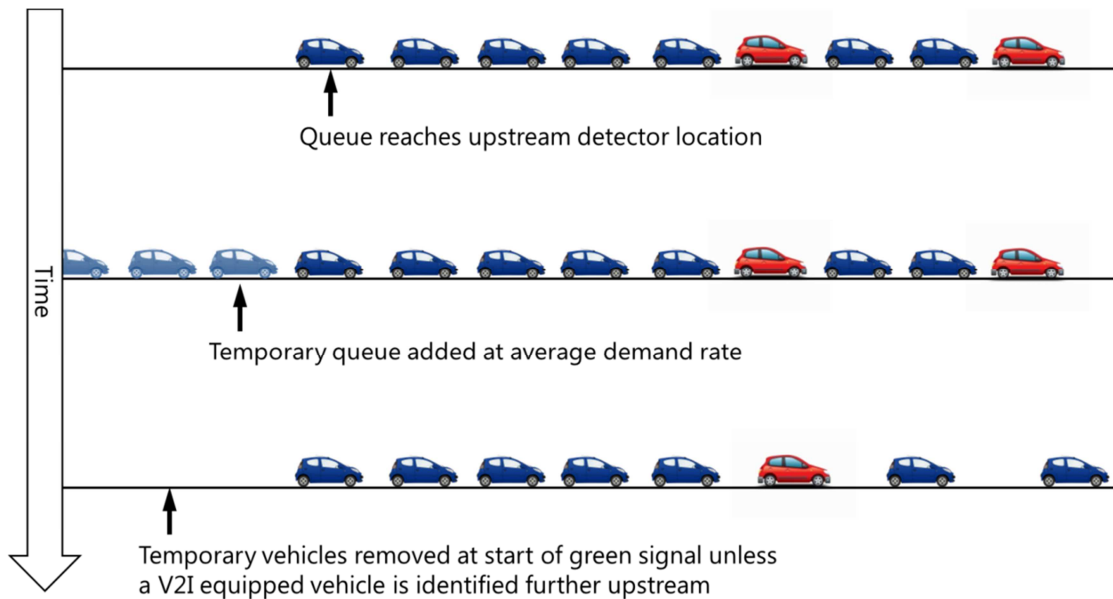 Time
Queue reaches upstream detector location
Temporary queue added at average demand rate
Temporary vehicles removed at start of green signal unless
a V2I equipped vehicle is identified further upstream